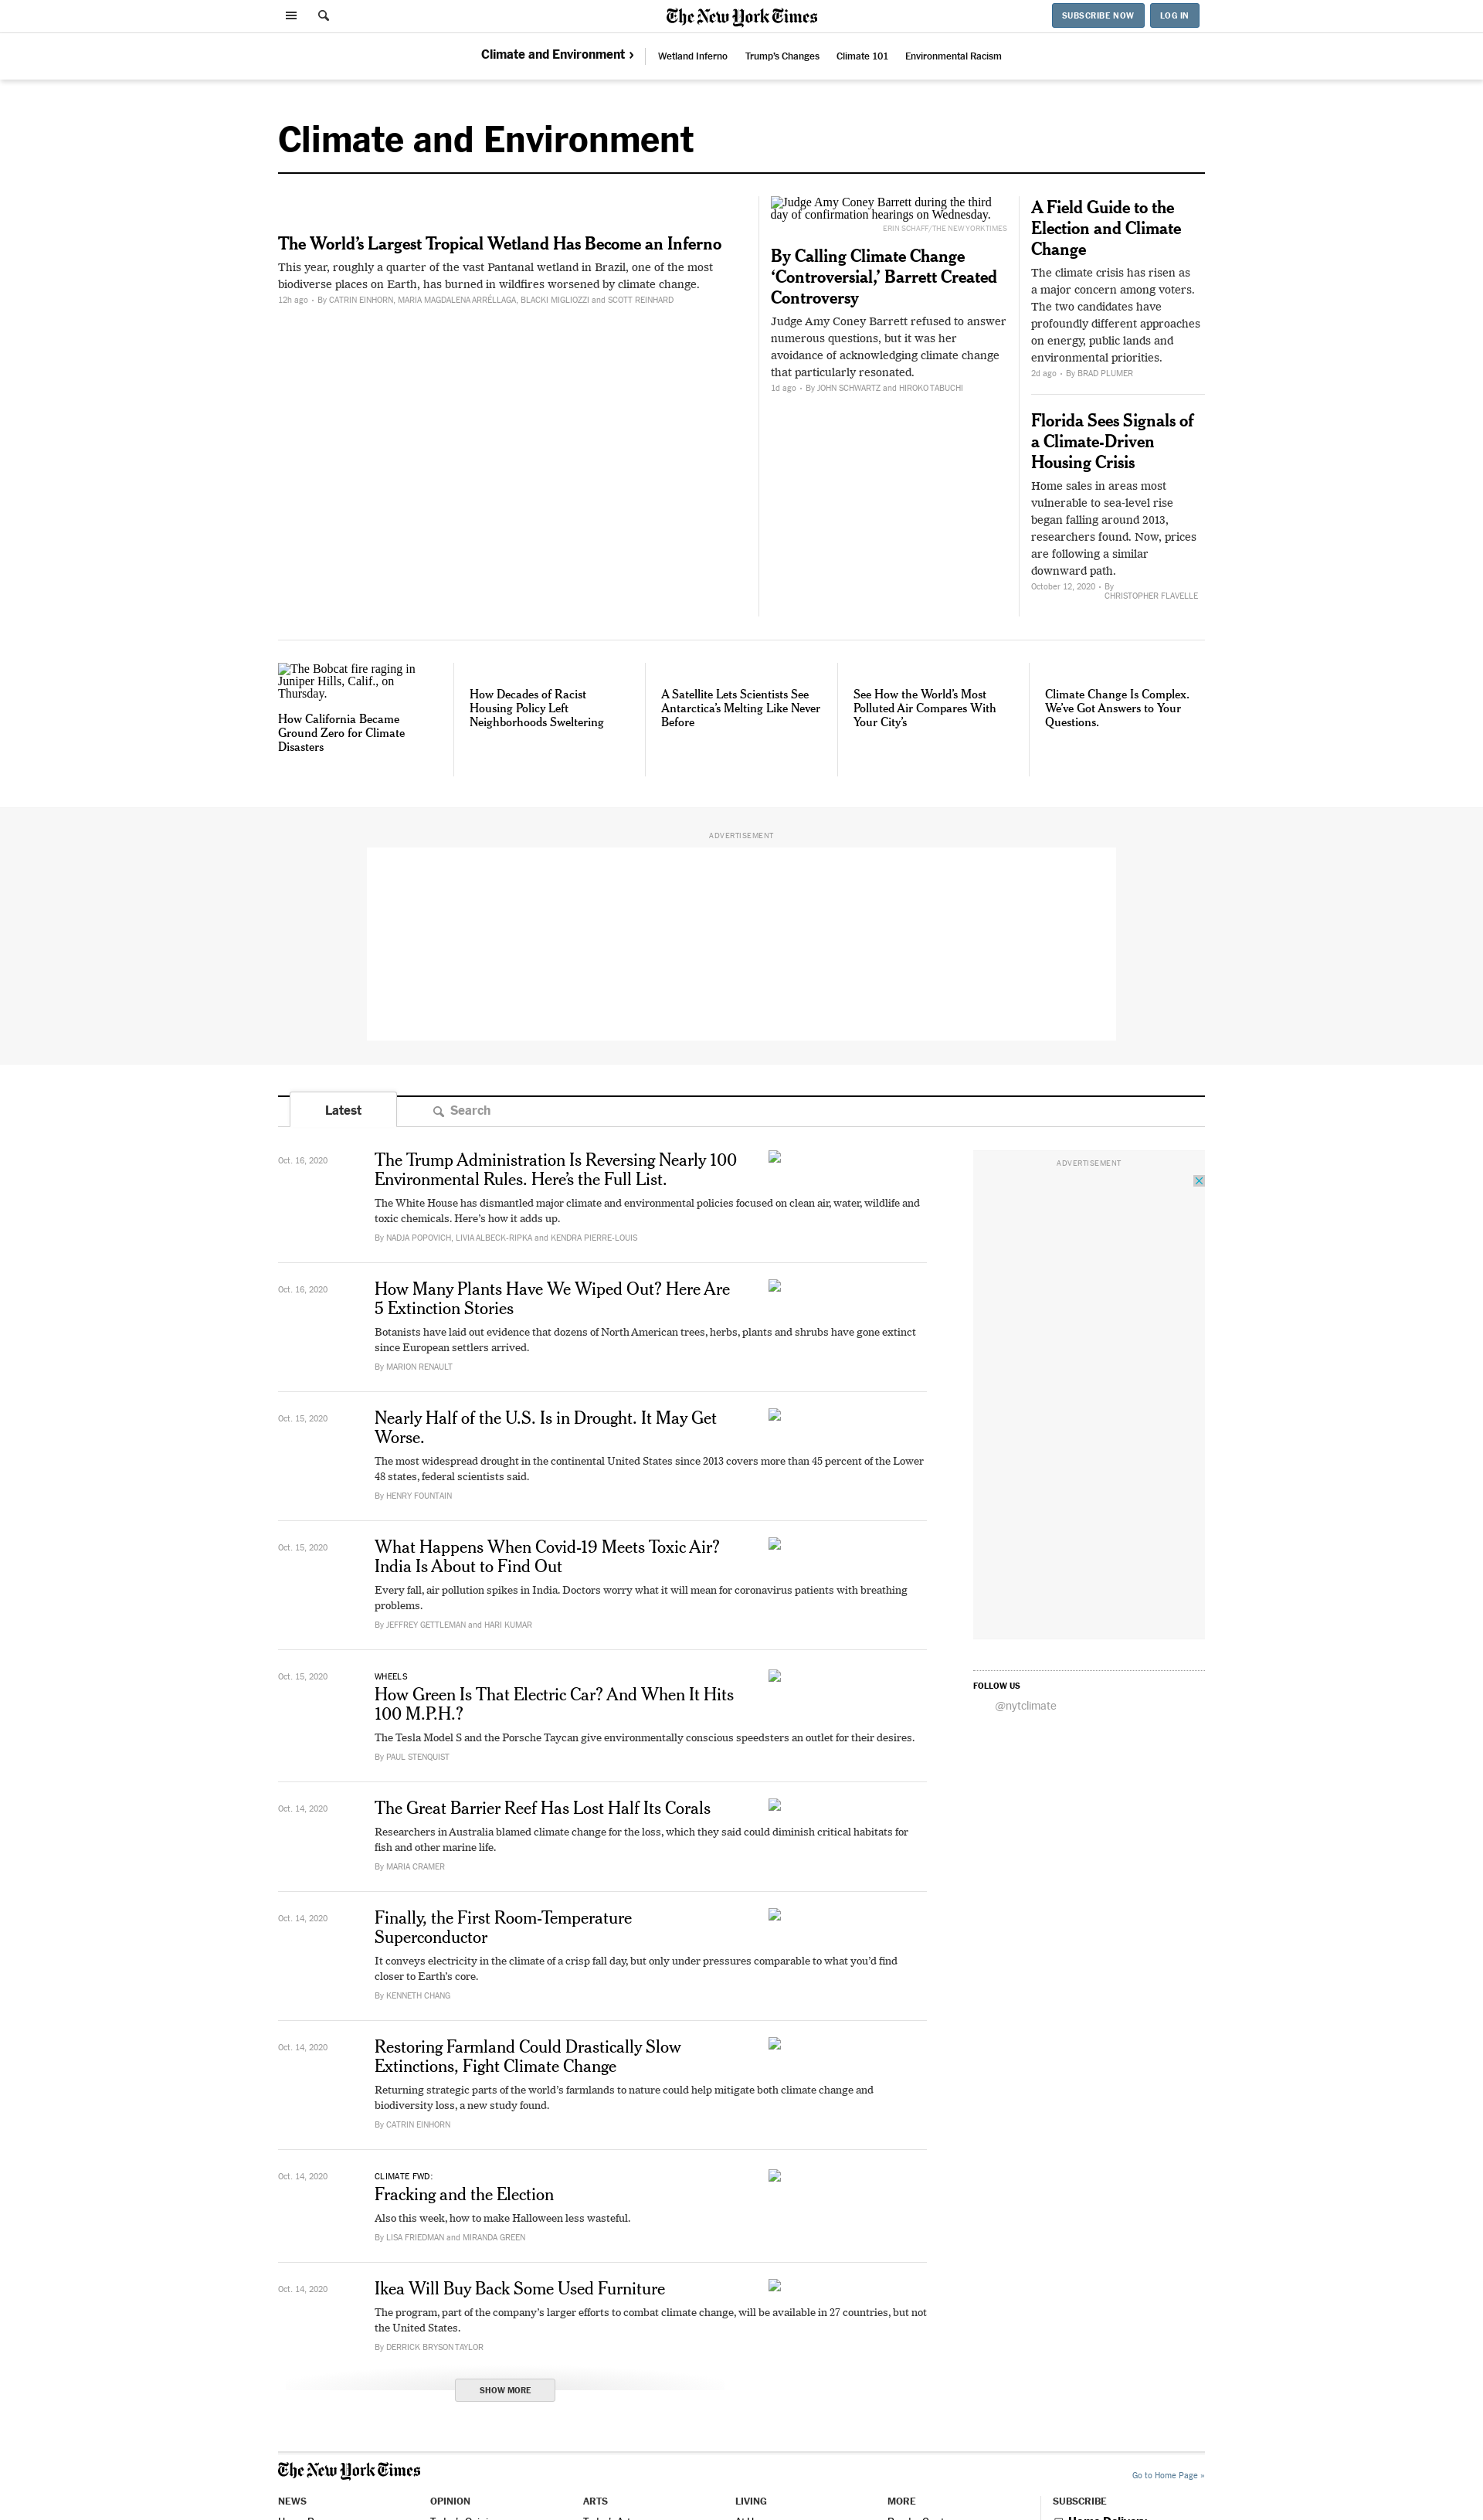 The New York Times
SUBSCRIBE NOW
LOG IN
Climate and Environment ›
Wetland Inferno
Trump's Changes
Climate 101
Environmental Racism
Climate and Environment
The World's Largest Tropical Wetland Has Become an Inferno
This year, roughly a quarter of the vast Pantanal wetland in Brazil, one of the most
biodiverse places on Earth, has burned in wildfires worsened by climate change.
12h ago • By CATRIN EINHORN, MARIA MAGDALENA ARRÉLLAGA, BLACKI MIGLIOZZI and SCOTT REINHARD
Judge Amy Coney Barrett during the third
day of confirmation hearings on Wednesday.
ERIN SCHAFF/THE NEW YORK TIMES
By Calling Climate Change
'Controversial,' Barrett Created
Controversy
Judge Amy Coney Barrett refused to answer
numerous questions, but it was her
avoidance of acknowledging climate change
that particularly resonated.
1d ago • By JOHN SCHWARTZ and HIROKO TABUCHI
A Field Guide to the
Election and Climate
Change
The climate crisis has risen as
a major concern among voters.
The two candidates have
profoundly different approaches
on energy, public lands and
environmental priorities.
2d ago • By BRAD PLUMER
Florida Sees Signals of
a Climate-Driven
Housing Crisis
Home sales in areas most
vulnerable to sea-level rise
began falling around 2013,
researchers found. Now, prices
are following a similar
downward path.
October 12, 2020 • By
CHRISTOPHER FLAVELLE
The Bobcat fire raging in
Juniper Hills, Calif., on
Thursday.
How California Became
Ground Zero for Climate
Disasters
How Decades of Racist
Housing Policy Left
Neighborhoods Sweltering
A Satellite Lets Scientists See
Antarctica's Melting Like Never
Before
See How the World's Most
Polluted Air Compares With
Your City's
Climate Change Is Complex.
We've Got Answers to Your
Questions.
ADVERTISEMENT
Latest
Search
Oct. 16, 2020
The Trump Administration Is Reversing Nearly 100
Environmental Rules. Here's the Full List.
The White House has dismantled major climate and environmental policies focused on clean air, water, wildlife and
toxic chemicals. Here's how it adds up.
By NADJA POPOVICH, LIVIA ALBECK-RIPKA and KENDRA PIERRE-LOUIS
ADVERTISEMENT
Oct. 16, 2020
How Many Plants Have We Wiped Out? Here Are
5 Extinction Stories
Botanists have laid out evidence that dozens of North American trees, herbs, plants and shrubs have gone extinct
since European settlers arrived.
By MARION RENAULT
Oct. 15, 2020
Nearly Half of the U.S. Is in Drought. It May Get
Worse.
The most widespread drought in the continental United States since 2013 covers more than 45 percent of the Lower
48 states, federal scientists said.
By HENRY FOUNTAIN
Oct. 15, 2020
What Happens When Covid-19 Meets Toxic Air?
India Is About to Find Out
Every fall, air pollution spikes in India. Doctors worry what it will mean for coronavirus patients with breathing
problems.
By JEFFREY GETTLEMAN and HARI KUMAR
Oct. 15, 2020
WHEELS
How Green Is That Electric Car? And When It Hits
100 M.P.H.?
The Tesla Model S and the Porsche Taycan give environmentally conscious speedsters an outlet for their desires.
By PAUL STENQUIST
FOLLOW US
@nytclimate
Oct. 14, 2020
The Great Barrier Reef Has Lost Half Its Corals
Researchers in Australia blamed climate change for the loss, which they said could diminish critical habitats for
fish and other marine life.
By MARIA CRAMER
Oct. 14, 2020
Finally, the First Room-Temperature
Superconductor
It conveys electricity in the climate of a crisp fall day, but only under pressures comparable to what you'd find
closer to Earth's core.
By KENNETH CHANG
Oct. 14, 2020
Restoring Farmland Could Drastically Slow
Extinctions, Fight Climate Change
Returning strategic parts of the world's farmlands to nature could help mitigate both climate change and
biodiversity loss, a new study found.
By CATRIN EINHORN
Oct. 14, 2020
CLIMATE FWD:
Fracking and the Election
Also this week, how to make Halloween less wasteful.
By LISA FRIEDMAN and MIRANDA GREEN
Oct. 14, 2020
Ikea Will Buy Back Some Used Furniture
The program, part of the company's larger efforts to combat climate change, will be available in 27 countries, but not
the United States.
By DERRICK BRYSON TAYLOR
SHOW MORE
The New York Times
Go to Home Page »
NEWS
OPINION
ARTS
LIVING
MORE
SUBSCRIBE